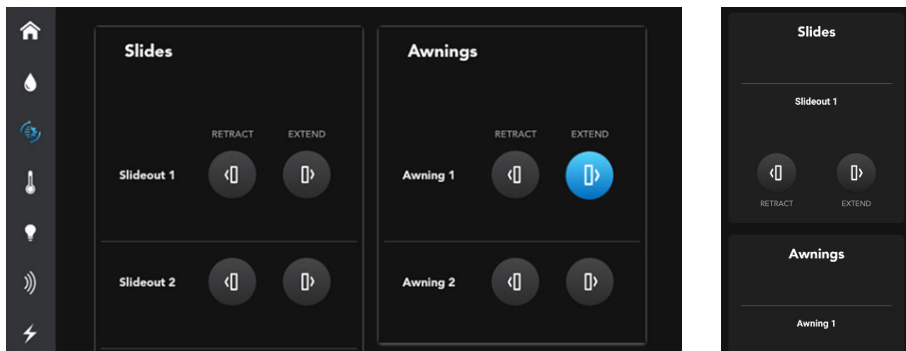 Slides
RETRACT EXTEND
Slideout 1
Slideout 2
Awnings
RETRACT EXTEND
Awning 1
Awning 2
Slides
Slideout 1
RETRACT EXTEND
Awnings
Awning 1